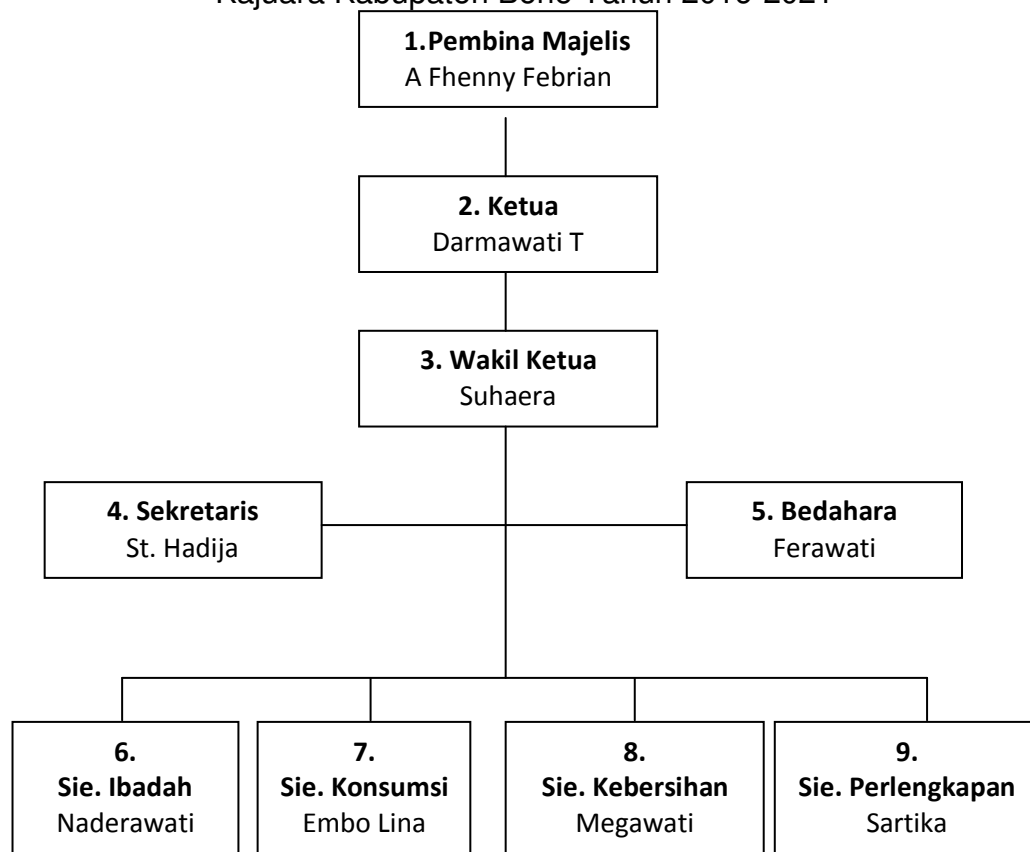 1.Pembina Majelis
A Fhenny Febrian
2. Ketua
Darmawati T
3. Wakil Ketua
Suhaera
4. Sekretaris
St. Hadija
5. Bedahara
Ferawati
6.
Sie. Ibadah
Naderawati
7.
Sie. Konsumsi
Embo Lina
8.
Sie. Kebersihan
Megawati
9.
Sie. Perlengkapan
Sartika